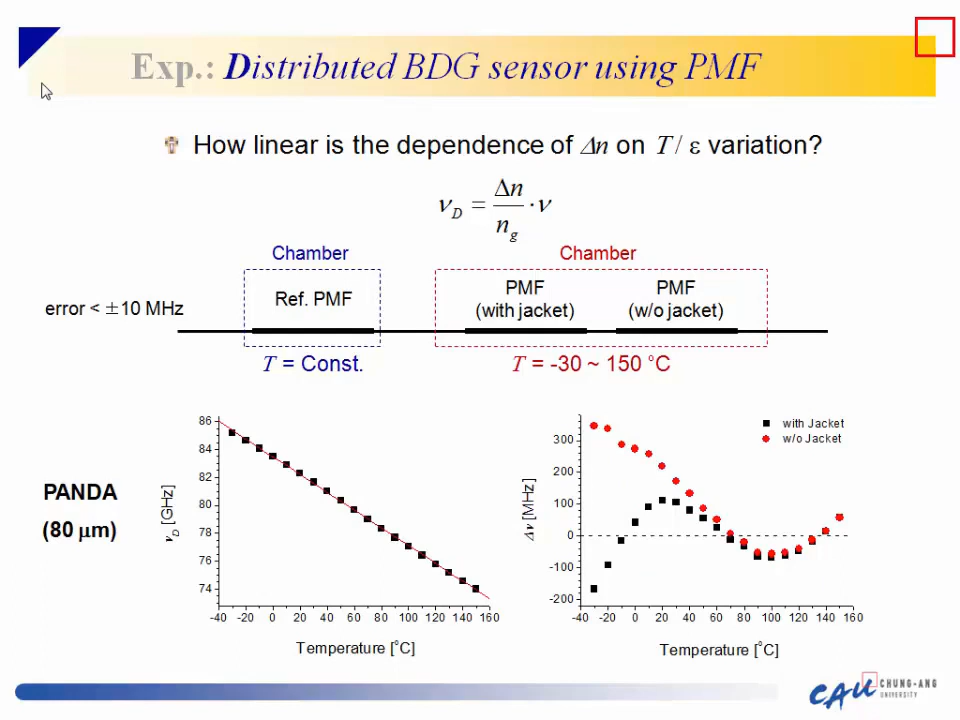 Exp.: Distributed BDG sensor using PMF
How linear is the dependence of Δn on T / ε variation?
ν_D = Δn / n_g · ν
Chamber
Chamber
Ref. PMF
PMF
(with jacket)
PMF
(w/o jacket)
error < ±10 MHz
T = Const.
T = -30 ~ 150 °C
PANDA
(80 μm)
86
84
82
80
78
76
74
ν_D [GHz]
-40 -20 0 20 40 60 80 100 120 140 160
Temperature [°C]
with Jacket
w/o Jacket
300
200
100
0
-100
-200
Δν [MHz]
-40 -20 0 20 40 60 80 100 120 140 160
Temperature [°C]
CAU CHUNG-ANG
UNIVERSITY